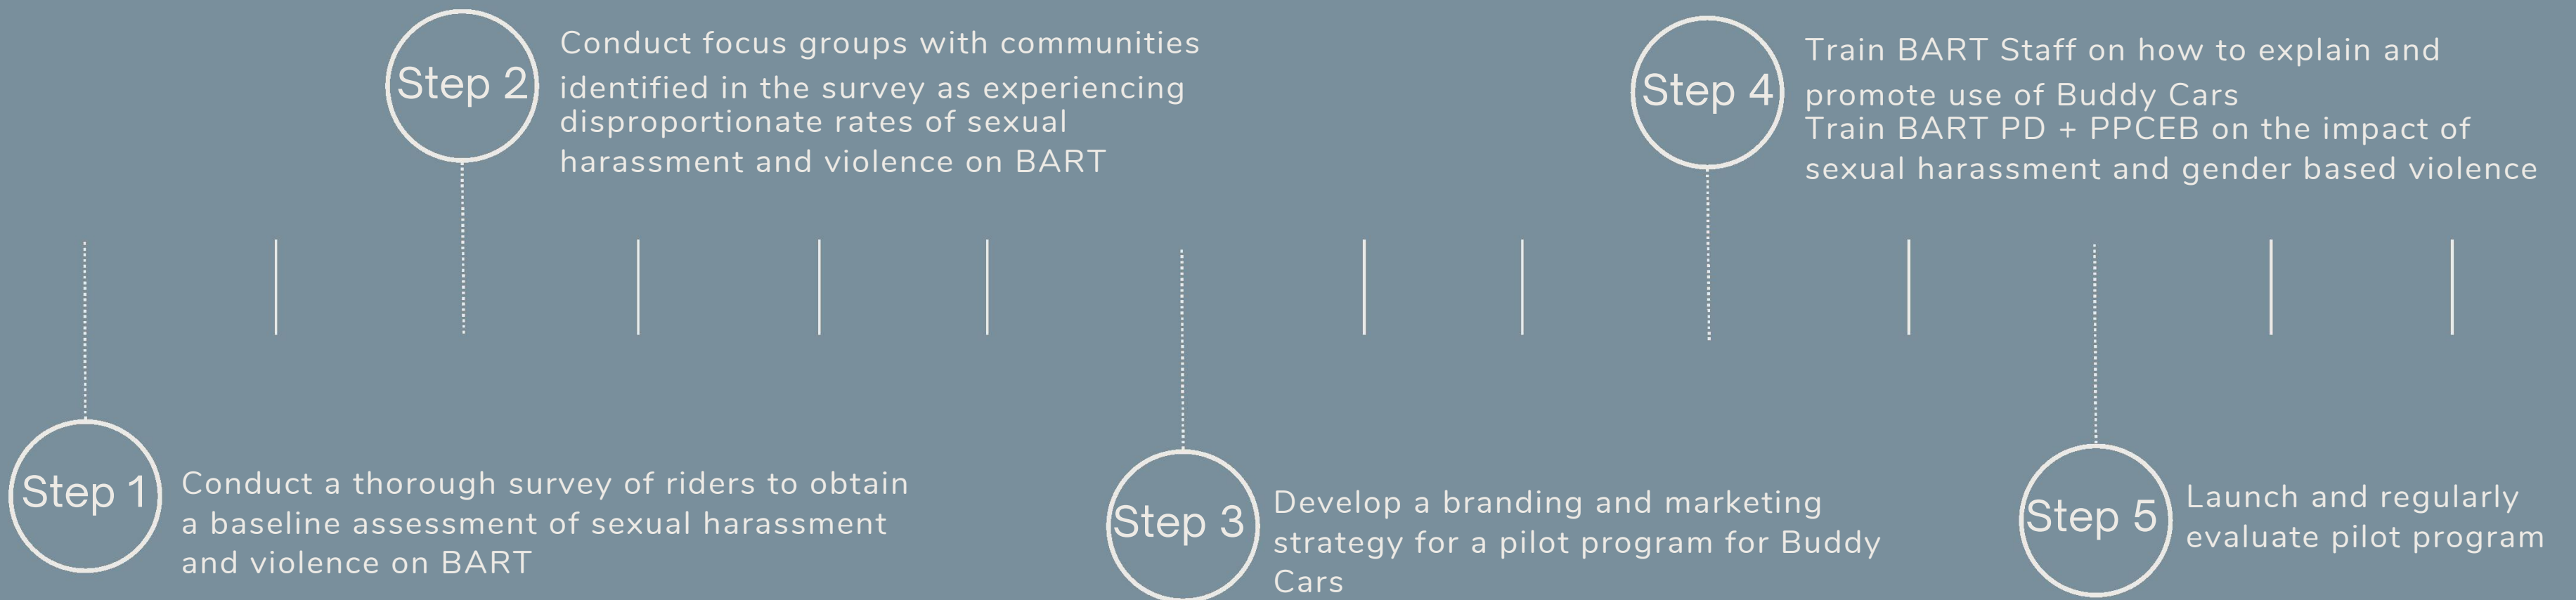 Step 1
Conduct a thorough survey of riders to obtain
a baseline assessment of sexual harassment
and violence on BART
Step 2
Conduct focus groups with communities
identified in the survey as experiencing
disproportionate rates of sexual
harassment and violence on BART
Step 3
Develop a branding and marketing
strategy for a pilot program for Buddy
Cars
Step 4
Train BART Staff on how to explain and
promote use of Buddy Cars
Train BART PD + PPCEB on the impact of
sexual harassment and gender based violence
Step 5
Launch and regularly
evaluate pilot program